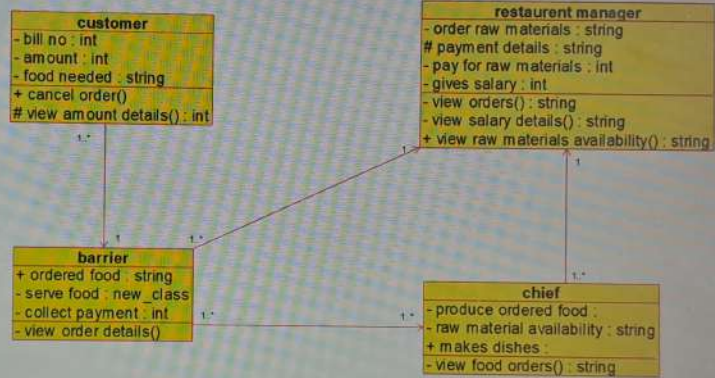 customer
- bill no : int
- amount : int
- food needed : string
+ cancel order()
# view amount details() : int
restaurent manager
- order raw materials : string
# payment details : string
- pay for raw materials : int
- gives salary : int
- view orders() : string
- view salary details() : string
+ view raw materials availability() : string
1..*
1
1
1
1..*
1..*
barrier
+ ordered food : string
- serve food : new_class
- collect payment : int
- view order details()
1..*
1..*
chief
- produce ordered food :
- raw material availability : string
+ makes dishes :
- view food orders() : string